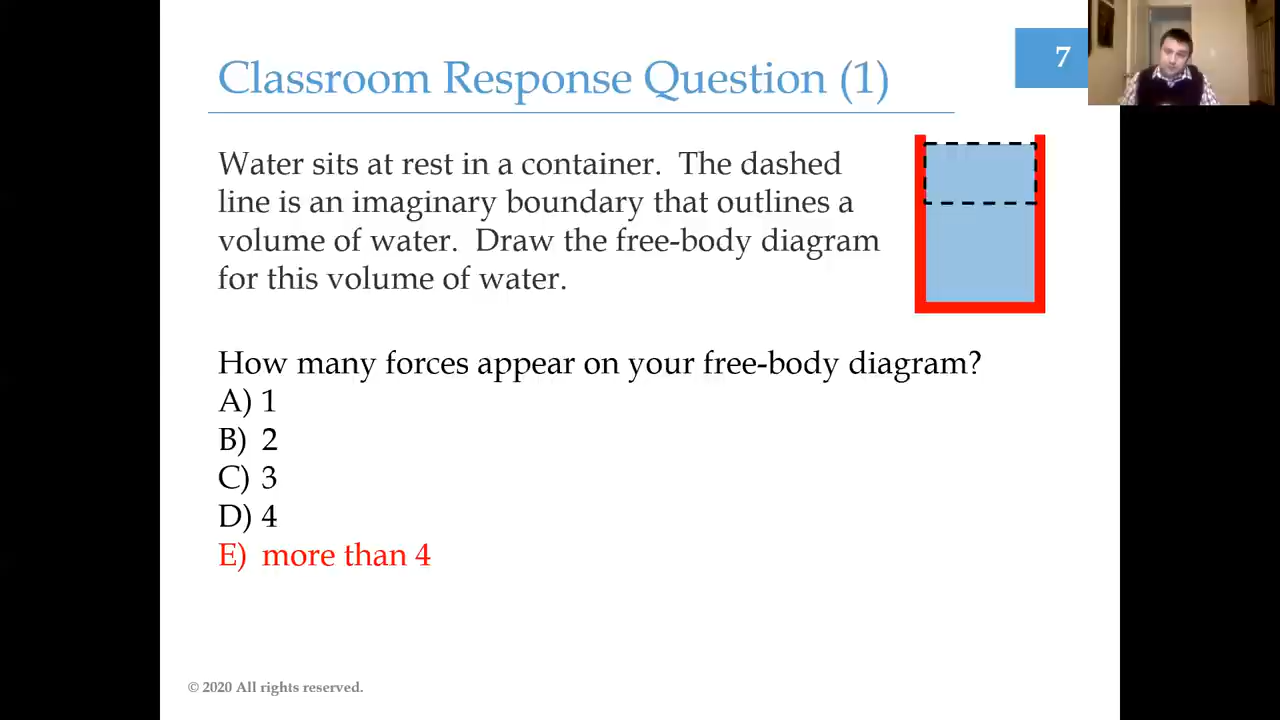 Classroom Response Question (1)
7
Water sits at rest in a container. The dashed
line is an imaginary boundary that outlines a
volume of water. Draw the free-body diagram
for this volume of water.
How many forces appear on your free-body diagram?
A) 1
B) 2
C) 3
D) 4
E) more than 4
© 2020 All rights reserved.